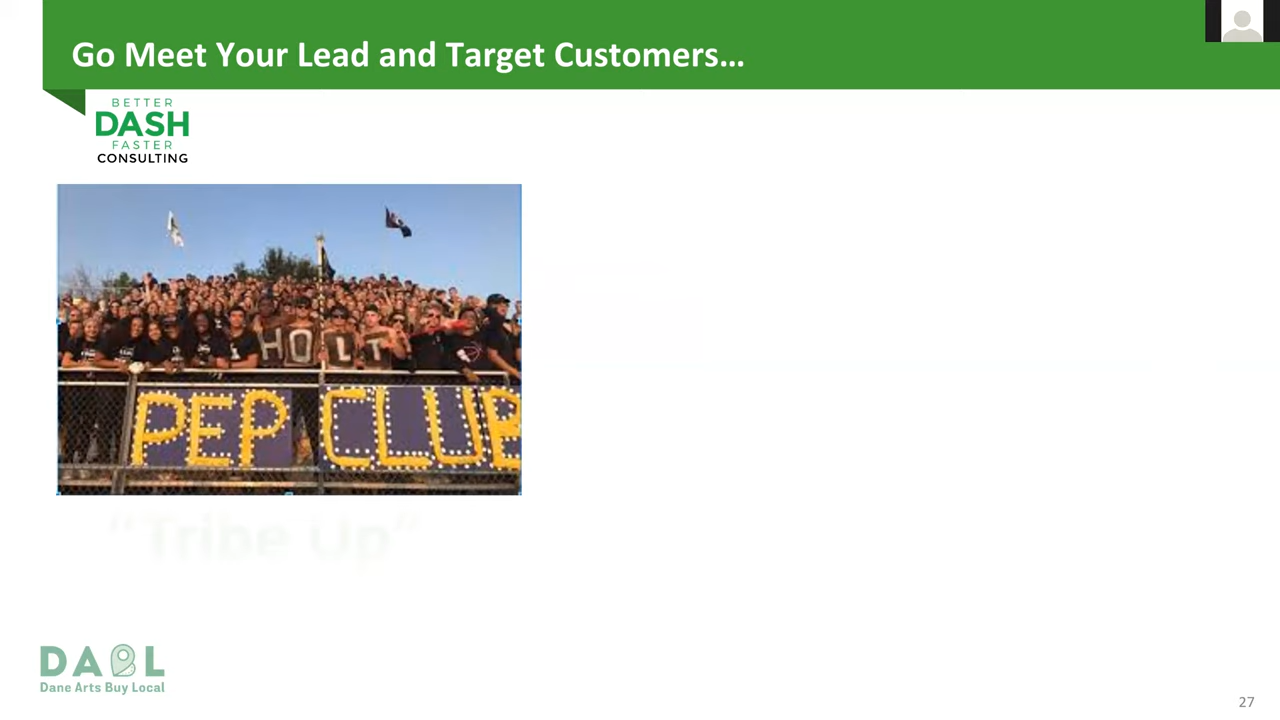 Go Meet Your Lead and Target Customers…
BETTER
DASH
FASTER
CONSULTING
HOLT
PEP CLUB
“Tribe Up”
DABL
Dane Arts Buy Local
27